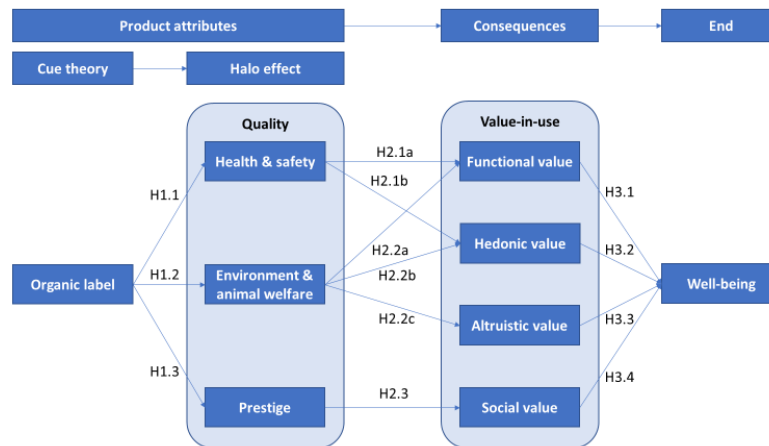 Product attributes
Consequences
End
Cue theory
Halo effect
Quality
Value-in-use
Health & safety
H2.1a
Functional value
H2.1b
H1.1
H3.1
Hedonic value
H3.2
H2.2a
Organic label
H1.2
Environment &
animal welfare
H2.2b
Well-being
H2.2c
Altruistic value
H3.3
H1.3
H3.4
Prestige
H2.3
Social value